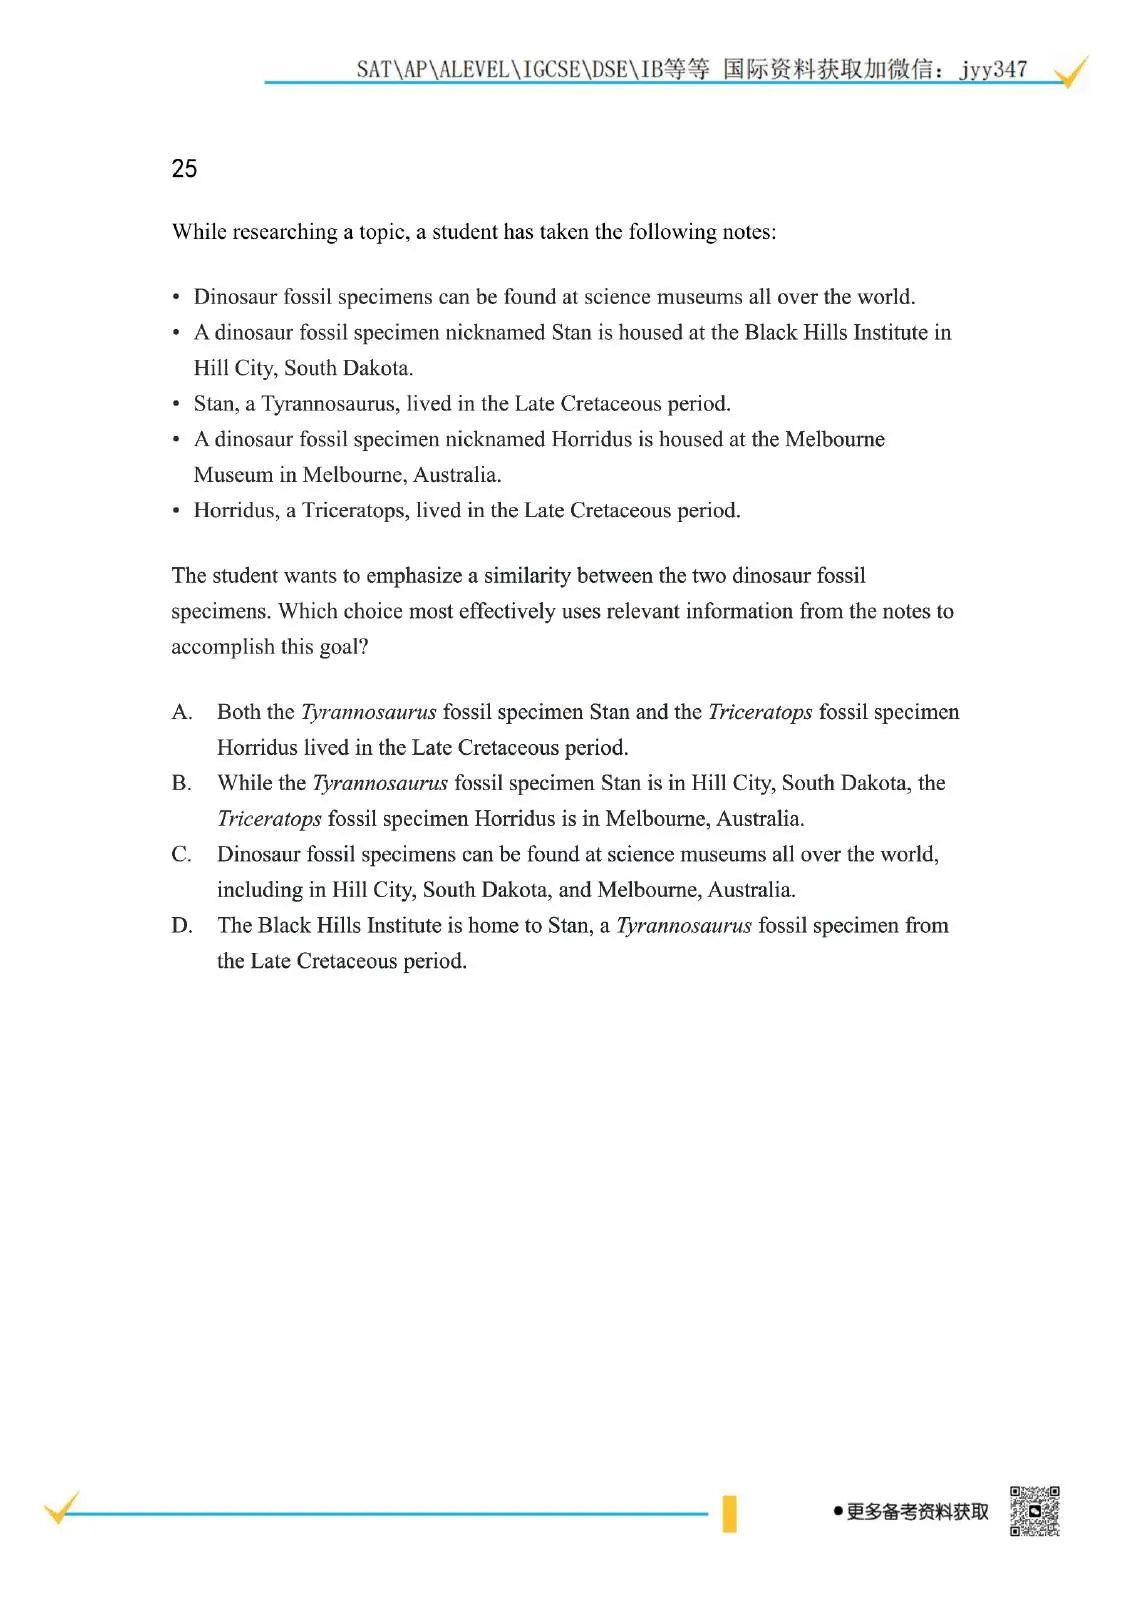 SAT\AP\ALEVEL\IGCSE\DSE\IB等等 国际资料获取加微信：jyy347
25
While researching a topic, a student has taken the following notes:
• Dinosaur fossil specimens can be found at science museums all over the world.
• A dinosaur fossil specimen nicknamed Stan is housed at the Black Hills Institute in
Hill City, South Dakota.
• Stan, a Tyrannosaurus, lived in the Late Cretaceous period.
• A dinosaur fossil specimen nicknamed Horridus is housed at the Melbourne
Museum in Melbourne, Australia.
• Horridus, a Triceratops, lived in the Late Cretaceous period.
The student wants to emphasize a similarity between the two dinosaur fossil
specimens. Which choice most effectively uses relevant information from the notes to
accomplish this goal?
A. Both the Tyrannosaurus fossil specimen Stan and the Triceratops fossil specimen
Horridus lived in the Late Cretaceous period.
B. While the Tyrannosaurus fossil specimen Stan is in Hill City, South Dakota, the
Triceratops fossil specimen Horridus is in Melbourne, Australia.
C. Dinosaur fossil specimens can be found at science museums all over the world,
including in Hill City, South Dakota, and Melbourne, Australia.
D. The Black Hills Institute is home to Stan, a Tyrannosaurus fossil specimen from
the Late Cretaceous period.
•更多备考资料获取